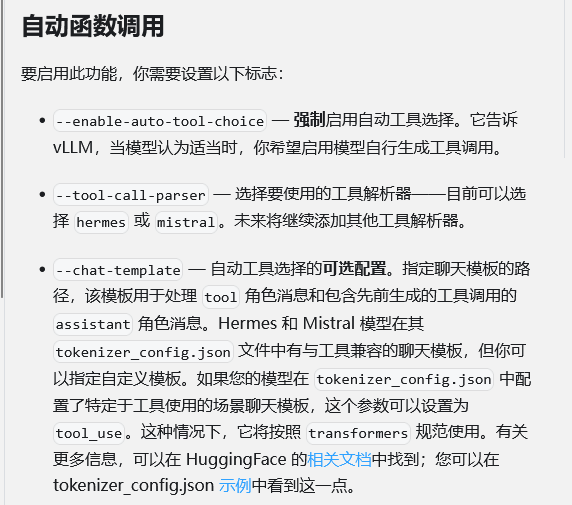 自动函数调用
要启用此功能，你需要设置以下标志：
• --enable-auto-tool-choice — 强制启用自动工具选择。它告诉
vLLM，当模型认为适当时，你希望启用模型自行生成工具调用。
• --tool-call-parser — 选择要使用的工具解析器——目前可以选
择 hermes 或 mistral。未来将继续添加其他工具解析器。
• --chat-template — 自动工具选择的可选配置。指定聊天模板的路
径，该模板用于处理 tool 角色消息和包含先前生成的工具调用的
assistant 角色消息。Hermes 和 Mistral 模型在其
tokenizer_config.json 文件中有与工具兼容的聊天模板，但你可
以指定自定义模板。如果您的模型在 tokenizer_config.json 中配
置了特定于工具使用的场景聊天模板，这个参数可以设置为
tool_use。这种情况下，它将按照 transformers 规范使用。有关
更多信息，可以在 HuggingFace 的相关文档中找到；您可以在
tokenizer_config.json 示例中看到这一点。